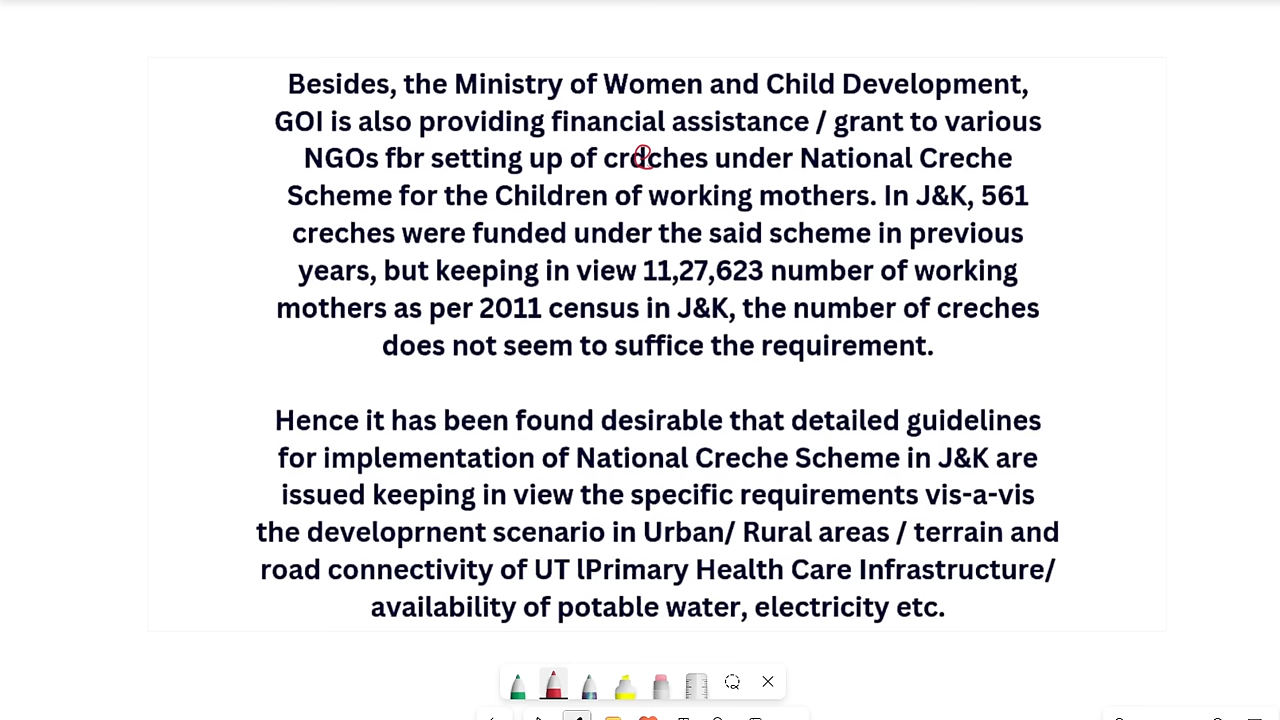 Besides, the Ministry of Women and Child Development,
GOI is also providing financial assistance / grant to various
NGOs fbr setting up of crdches under National Creche
Scheme for the Children of working mothers. In J&K, 561
creches were funded under the said scheme in previous
years, but keeping in view 11,27,623 number of working
mothers as per 2011 census in J&K, the number of creches
does not seem to suffice the requirement.
Hence it has been found desirable that detailed guidelines
for implementation of National Creche Scheme in J&K are
issued keeping in view the specific requirements vis-a-vis
the developrnent scenario in Urban/ Rural areas / terrain and
road connectivity of UT lPrimary Health Care Infrastructure/
availability of potable water, electricity etc.